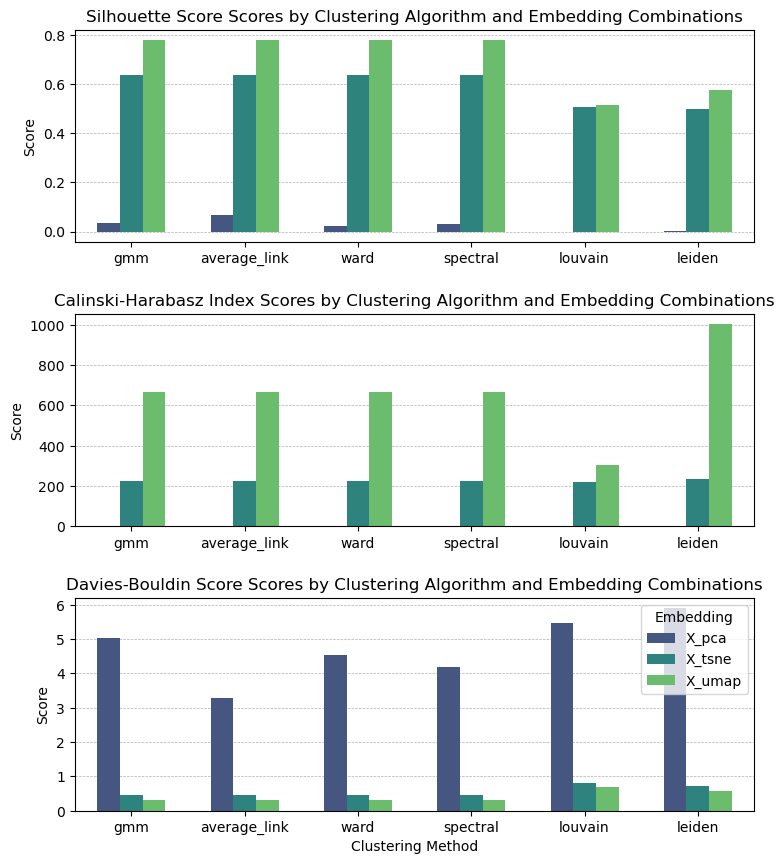 Silhouette Score Scores by Clustering Algorithm and Embedding Combinations
0.8
0.6
0.4
0.2
0.0
Score
gmm average_link ward spectral louvain leiden
Calinski-Harabasz Index Scores by Clustering Algorithm and Embedding Combinations
1000
800
600
400
200
0
Score
gmm average_link ward spectral louvain leiden
Davies-Bouldin Score Scores by Clustering Algorithm and Embedding Combinations
6
5
4
3
2
1
0
Score
Embedding
X_pca
X_tsne
X_umap
gmm average_link ward spectral louvain leiden
Clustering Method